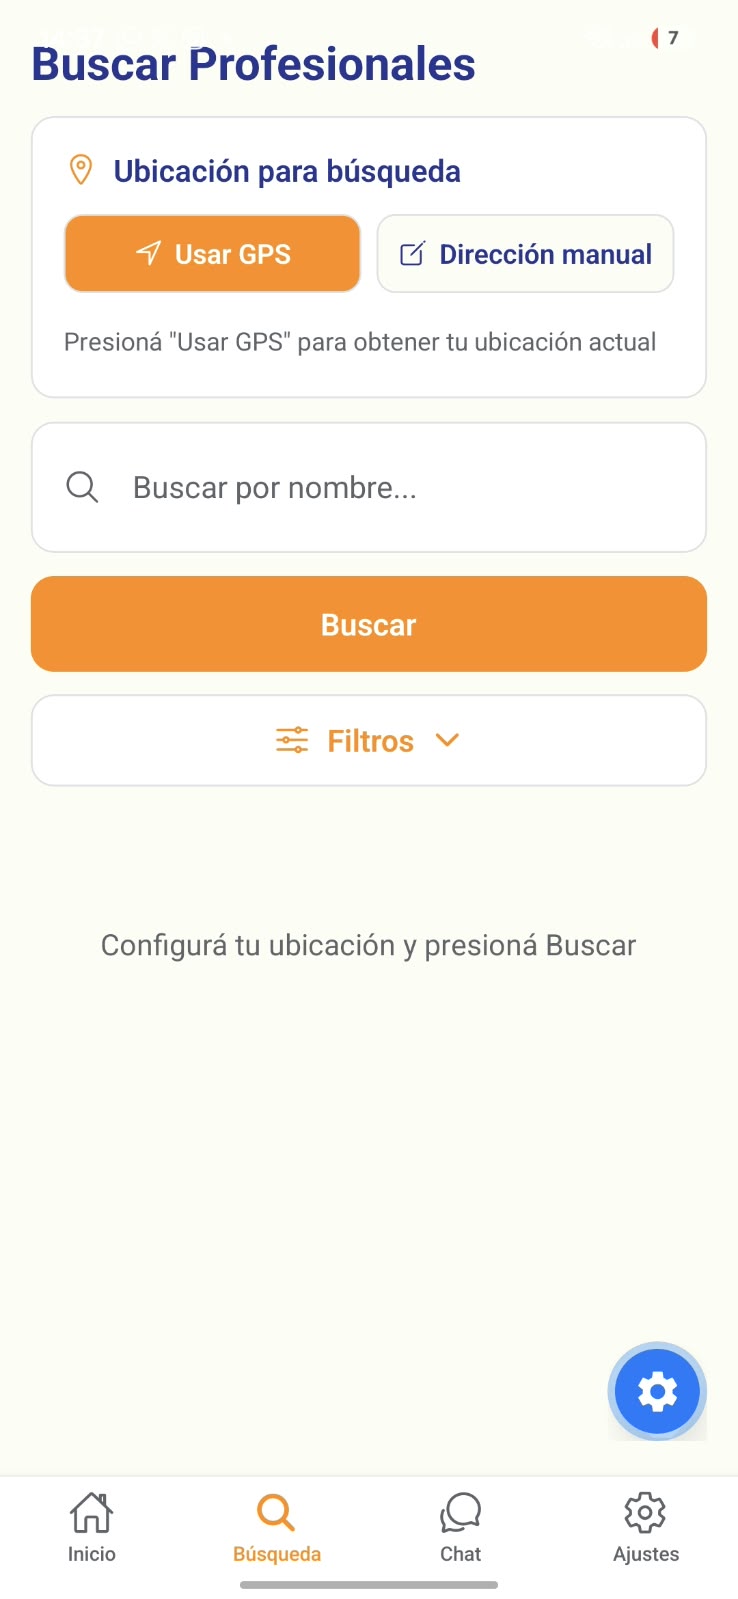 7
Buscar Profesionales
Ubicación para búsqueda
Usar GPS
Dirección manual
Presioná "Usar GPS" para obtener tu ubicación actual
Buscar por nombre...
Buscar
Filtros
Configurá tu ubicación y presioná Buscar
Inicio
Búsqueda
Chat
Ajustes